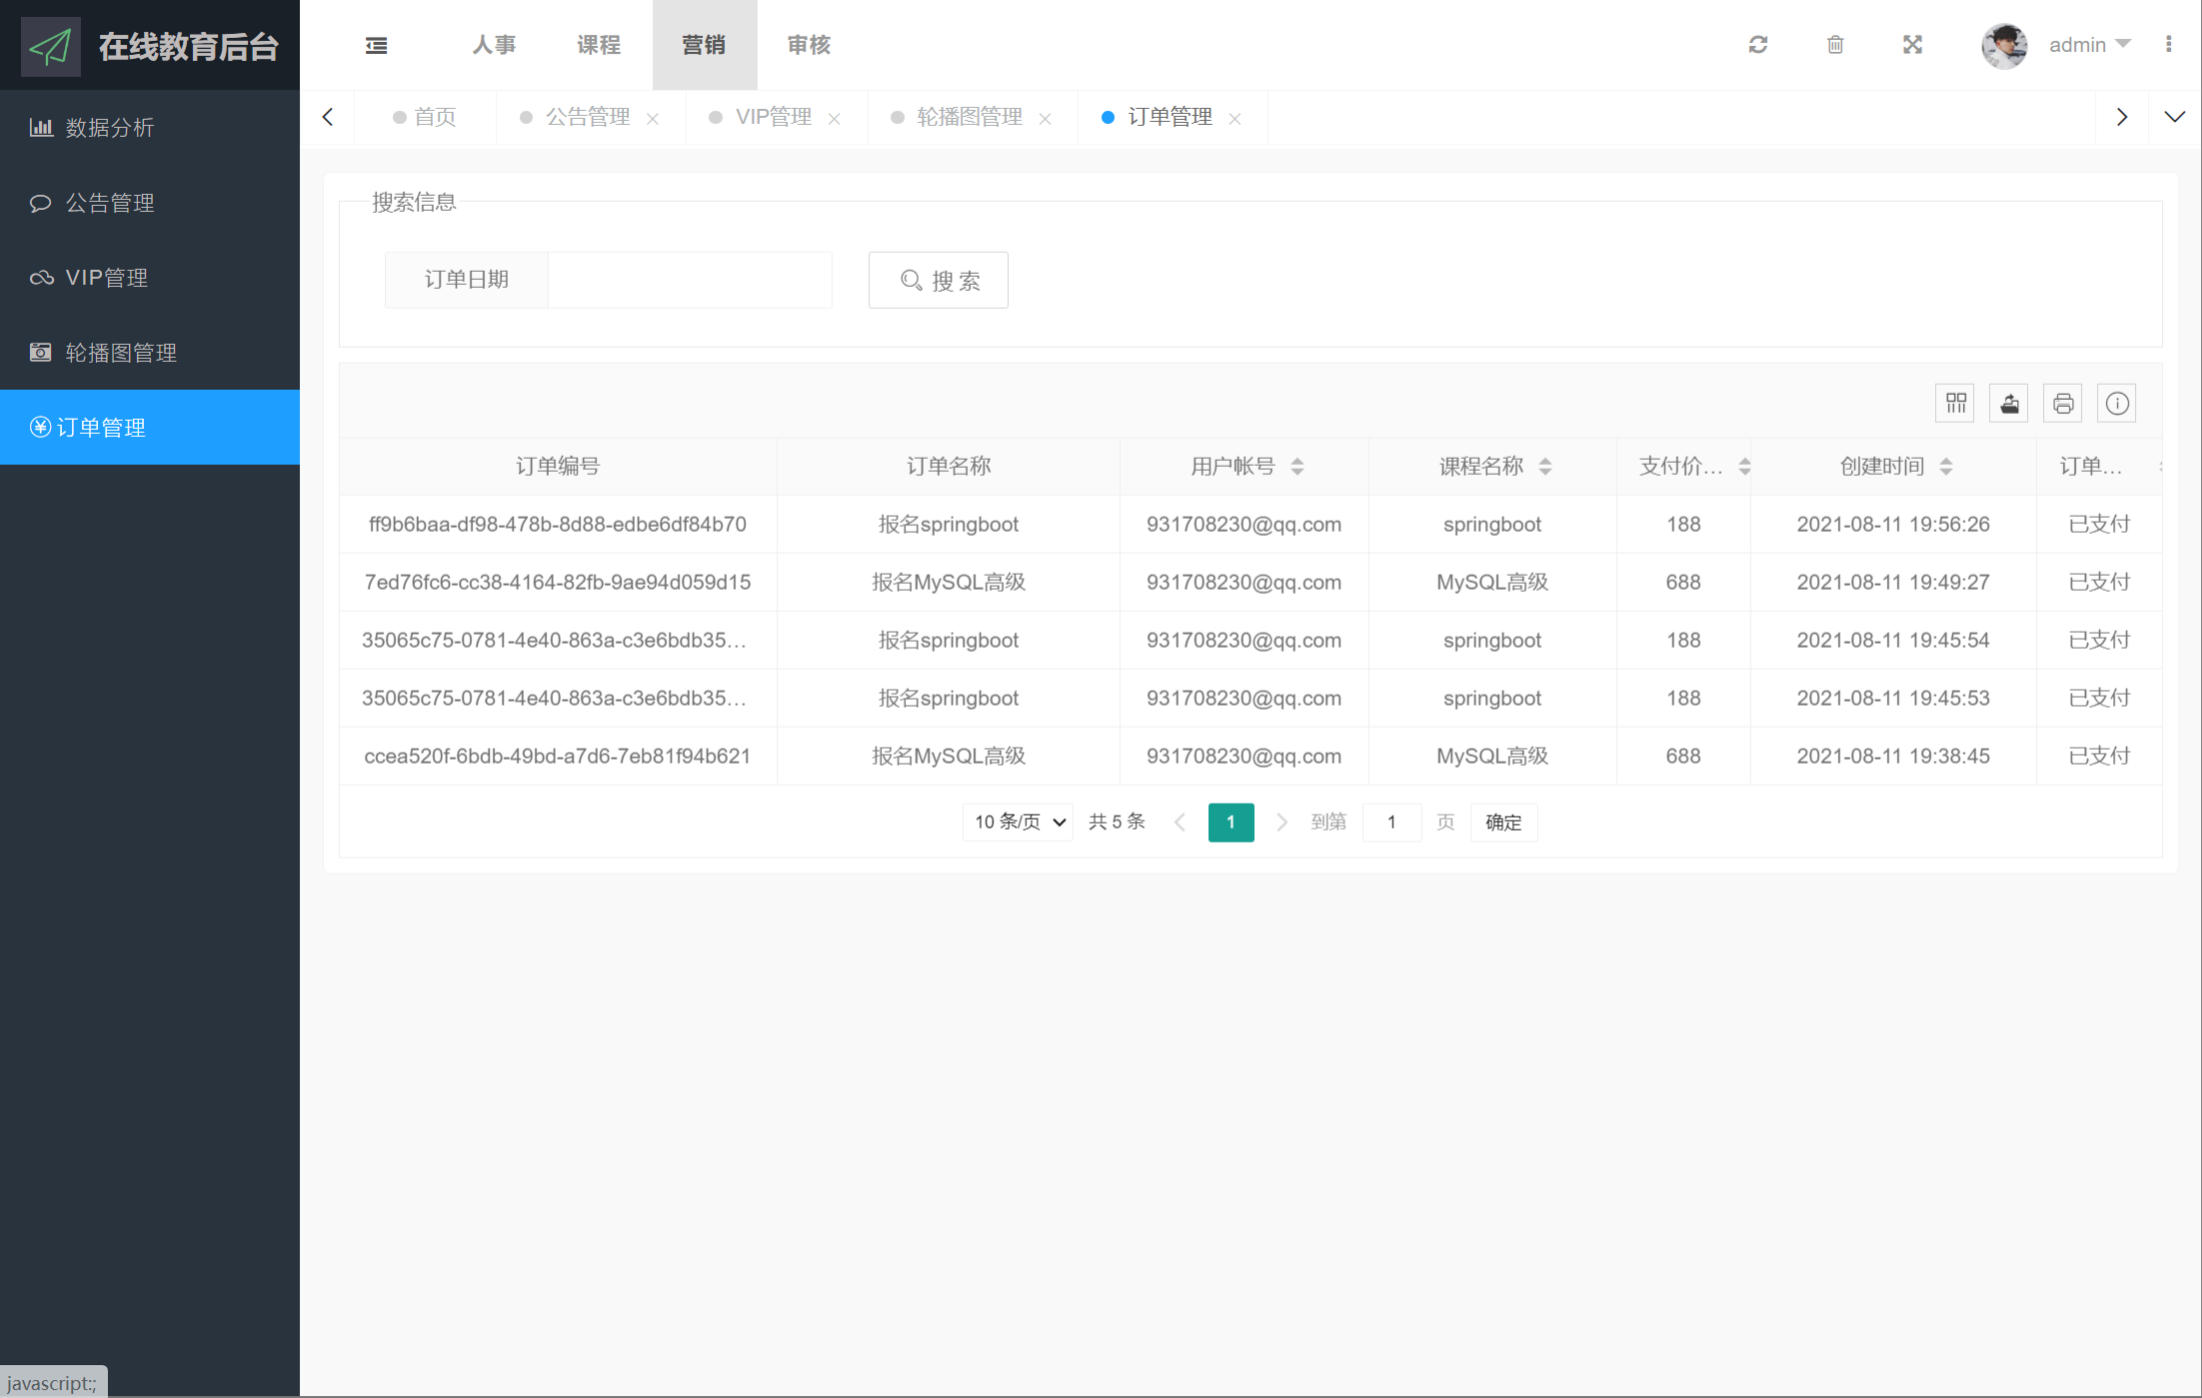 在线教育后台
人事 课程 营销 审核
admin
首页 公告管理 VIP管理 轮播图管理 订单管理
数据分析
公告管理
VIP管理
轮播图管理
订单管理
搜索信息
订单日期 搜 索
订单编号 订单名称 用户帐号 课程名称 支付价... 创建时间 订单...
ff9b6baa-df98-478b-8d88-edbe6df84b70 报名springboot 931708230@qq.com springboot 188 2021-08-11 19:56:26 已支付
7ed76fc6-cc38-4164-82fb-9ae94d059d15 报名MySQL高级 931708230@qq.com MySQL高级 688 2021-08-11 19:49:27 已支付
35065c75-0781-4e40-863a-c3e6bdb35... 报名springboot 931708230@qq.com springboot 188 2021-08-11 19:45:54 已支付
35065c75-0781-4e40-863a-c3e6bdb35... 报名springboot 931708230@qq.com springboot 188 2021-08-11 19:45:53 已支付
ccea520f-6bdb-49bd-a7d6-7eb81f94b621 报名MySQL高级 931708230@qq.com MySQL高级 688 2021-08-11 19:38:45 已支付
10 条/页 共 5 条 1 到第 1 页 确定
javascript:;